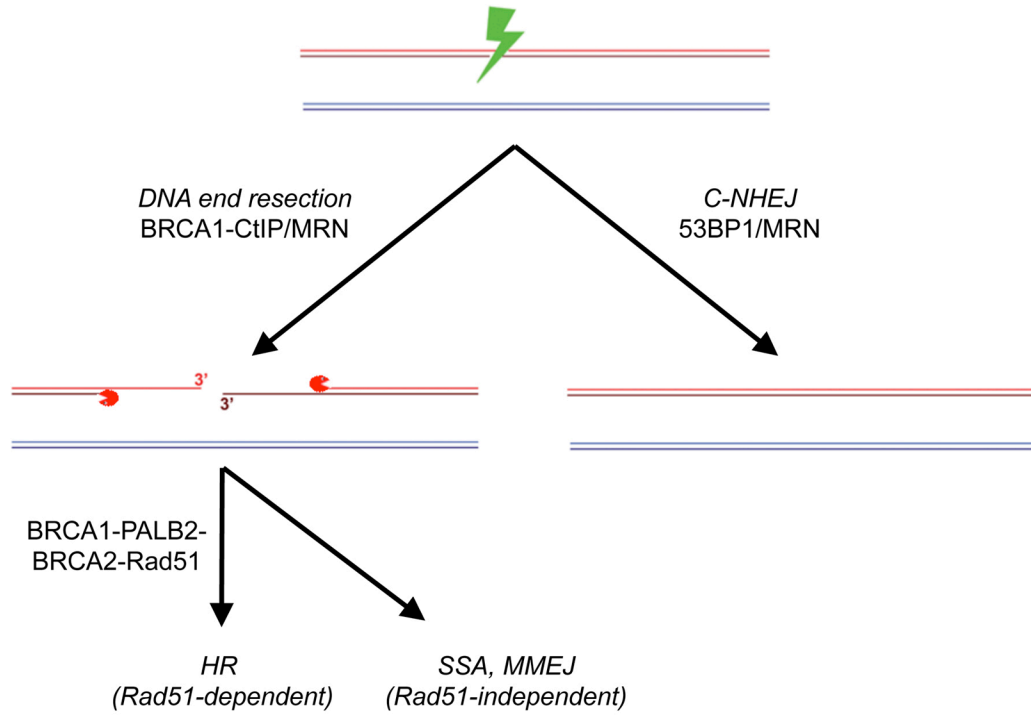 DNA end resection
BRCA1-CtIP/MRN
C-NHEJ
53BP1/MRN
3’
3’
BRCA1-PALB2-
BRCA2-Rad51
HR
(Rad51-dependent)
SSA, MMEJ
(Rad51-independent)